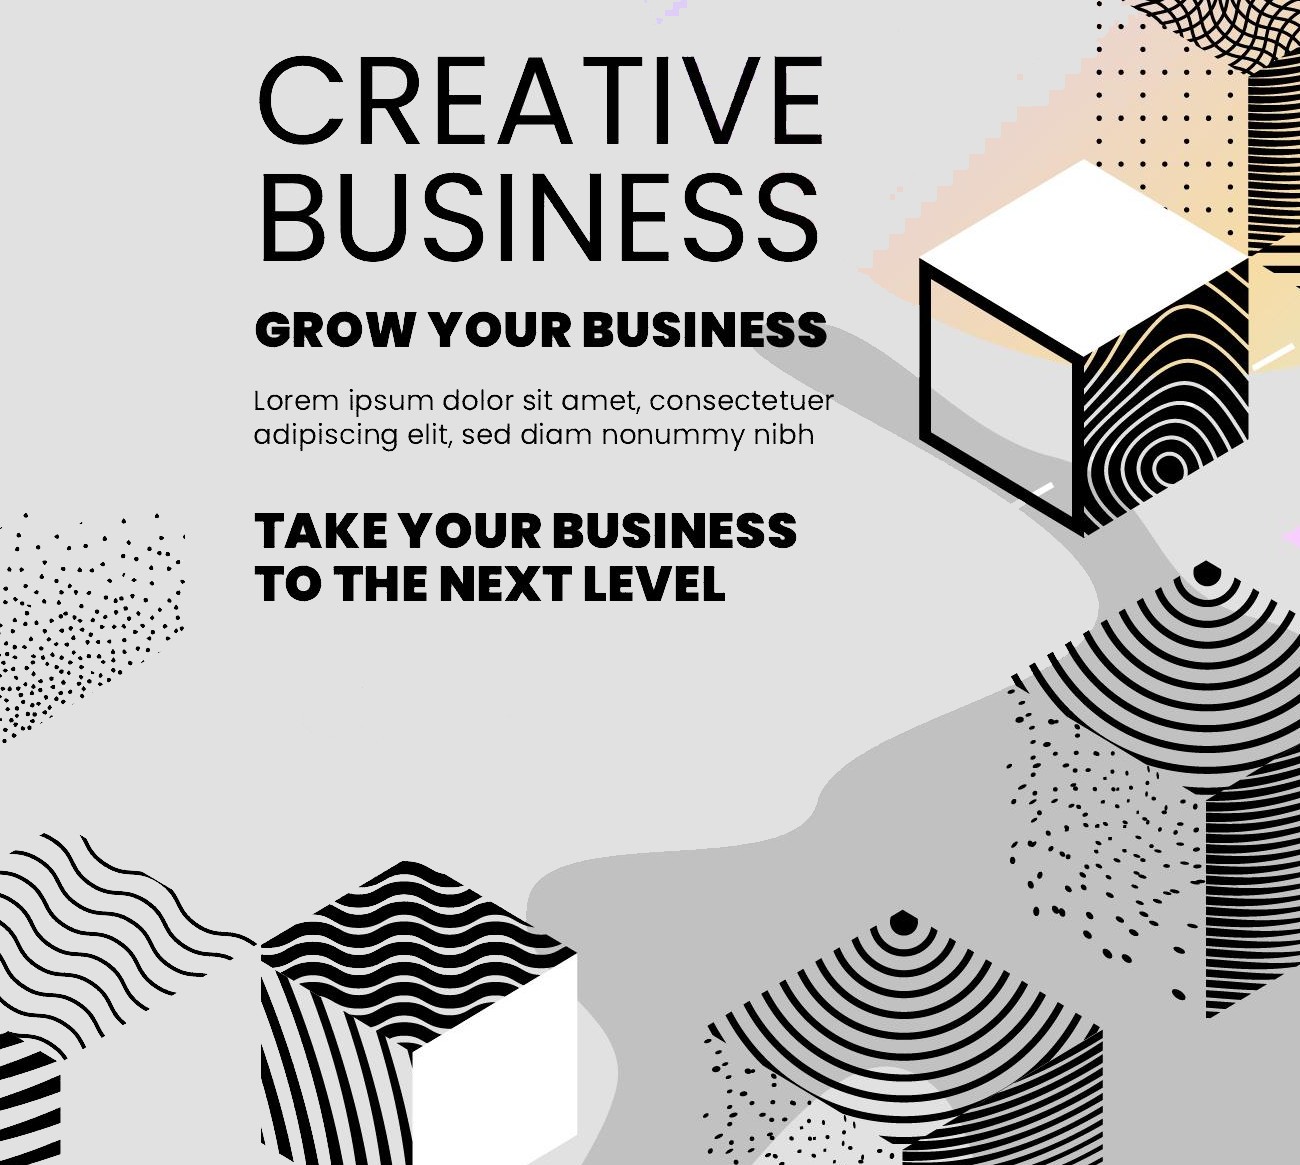 CREATIVE
BUSINESS
GROW YOUR BUSINESS
Lorem ipsum dolor sit amet, consectetuer
adipiscing elit, sed diam nonummy nibh
TAKE YOUR BUSINESS
TO THE NEXT LEVEL